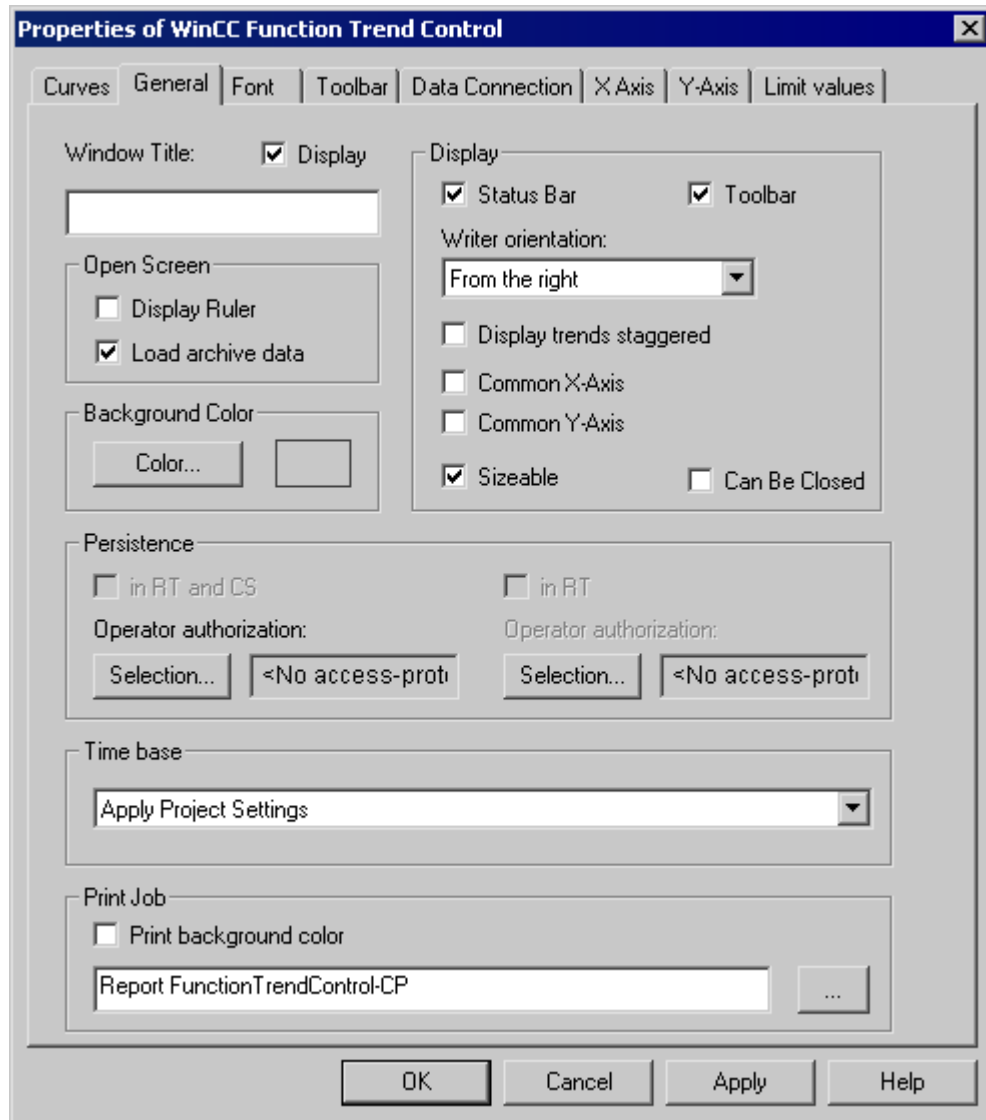 Properties of WinCC Function Trend Control
Curves General Font Toolbar Data Connection X Axis Y-Axis Limit values
Window Title: Display
Display
Status Bar Toolbar
Writer orientation:
From the right
Open Screen
Display Ruler
Load archive data
Display trends staggered
Common X-Axis
Common Y-Axis
Background Color
Color...
Sizeable Can Be Closed
Persistence
in RT and CS in RT
Operator authorization: Operator authorization:
Selection... <No access-prot Selection... <No access-prot
Time base
Apply Project Settings
Print Job
Print background color
Report FunctionTrendControl-CP
...
OK Cancel Apply Help